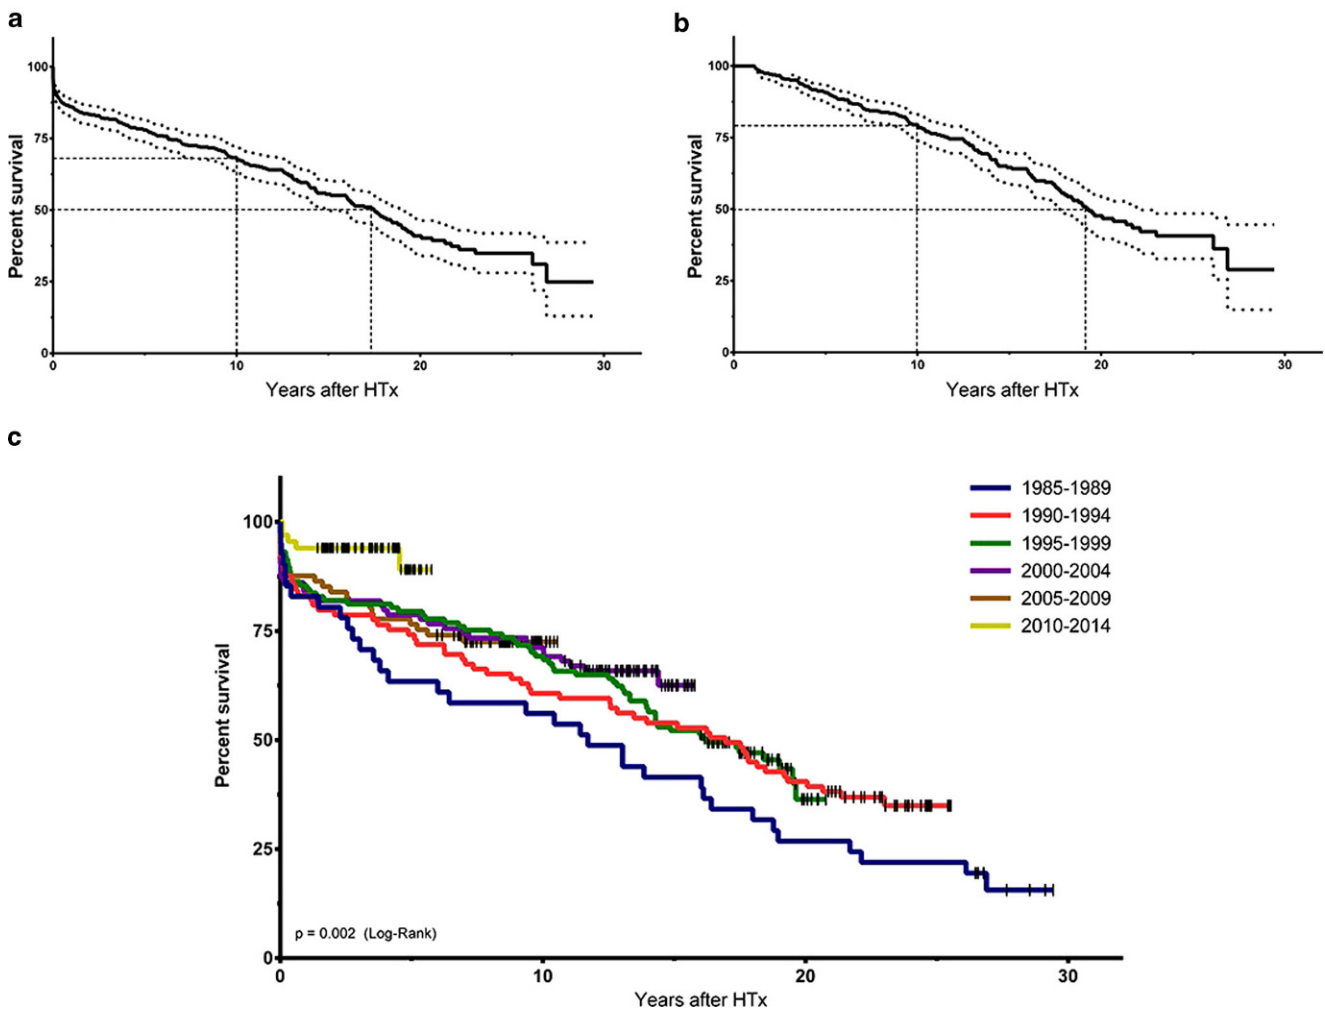 a
100
75
50
25
0
Percent survival
0 10 20 30
Years after HTx
b
100
75
50
25
0
Percent survival
0 10 20 30
Years after HTx
c
100
75
50
25
0
Percent survival
1985-1989
1990-1994
1995-1999
2000-2004
2005-2009
2010-2014
p = 0.002 (Log-Rank)
0 10 20 30
Years after HTx